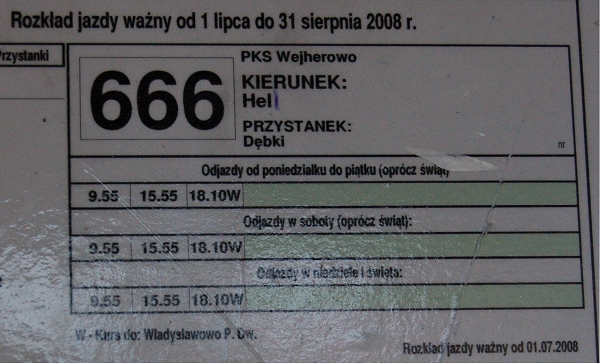 Rozkład jazdy ważny od 1 lipca do 31 sierpnia 2008 r.
Przystanki
666
PKS Wejherowo
KIERUNEK:
Hel
PRZYSTANEK:
Dębki
nr
Odjazdy od poniedziałku do piątku (oprócz świąt)
9.55 15.55 18.10W
Odjazdy w soboty (oprócz świąt):
9.55 15.55 18.10W
Odjazdy w niedziele i święta:
9.55 15.55 18.10W
W - Kurs do: Władysławowo P. Dw.
Rozkład jazdy ważny od 01.07.2008